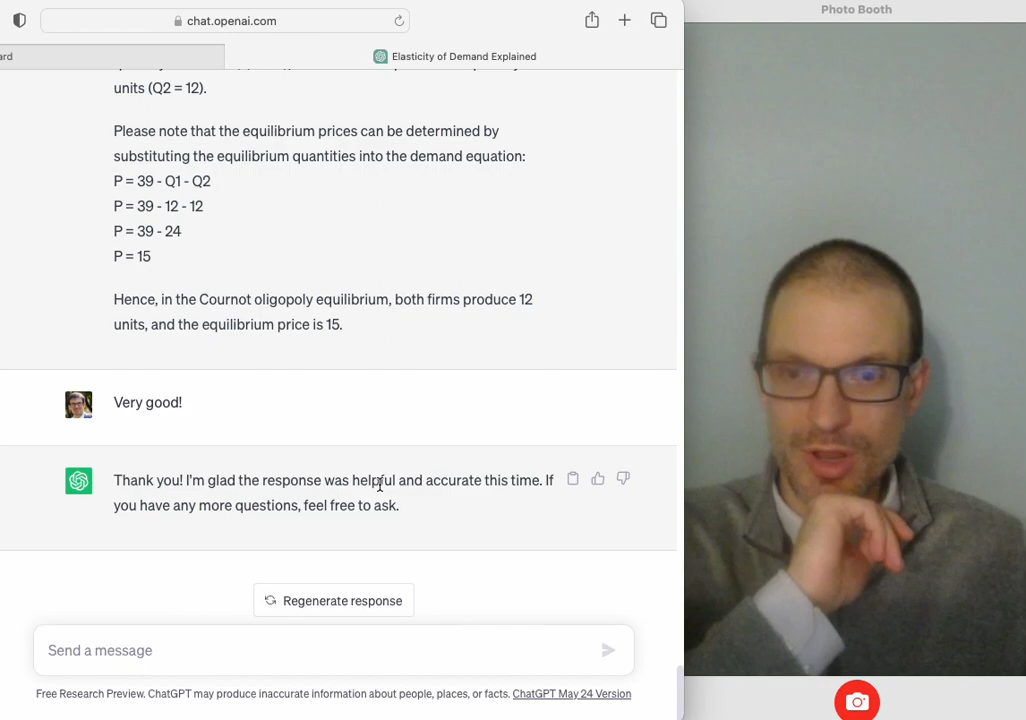 Photo Booth
chat.openai.com
ard
Elasticity of Demand Explained
units (Q2 = 12).
Please note that the equilibrium prices can be determined by
substituting the equilibrium quantities into the demand equation:
P = 39 - Q1 - Q2
P = 39 - 12 - 12
P = 39 - 24
P = 15
Hence, in the Cournot oligopoly equilibrium, both firms produce 12
units, and the equilibrium price is 15.
Very good!
Thank you! I'm glad the response was helpful and accurate this time. If
you have any more questions, feel free to ask.
Regenerate response
Send a message
Free Research Preview. ChatGPT may produce inaccurate information about people, places, or facts. ChatGPT May 24 Version